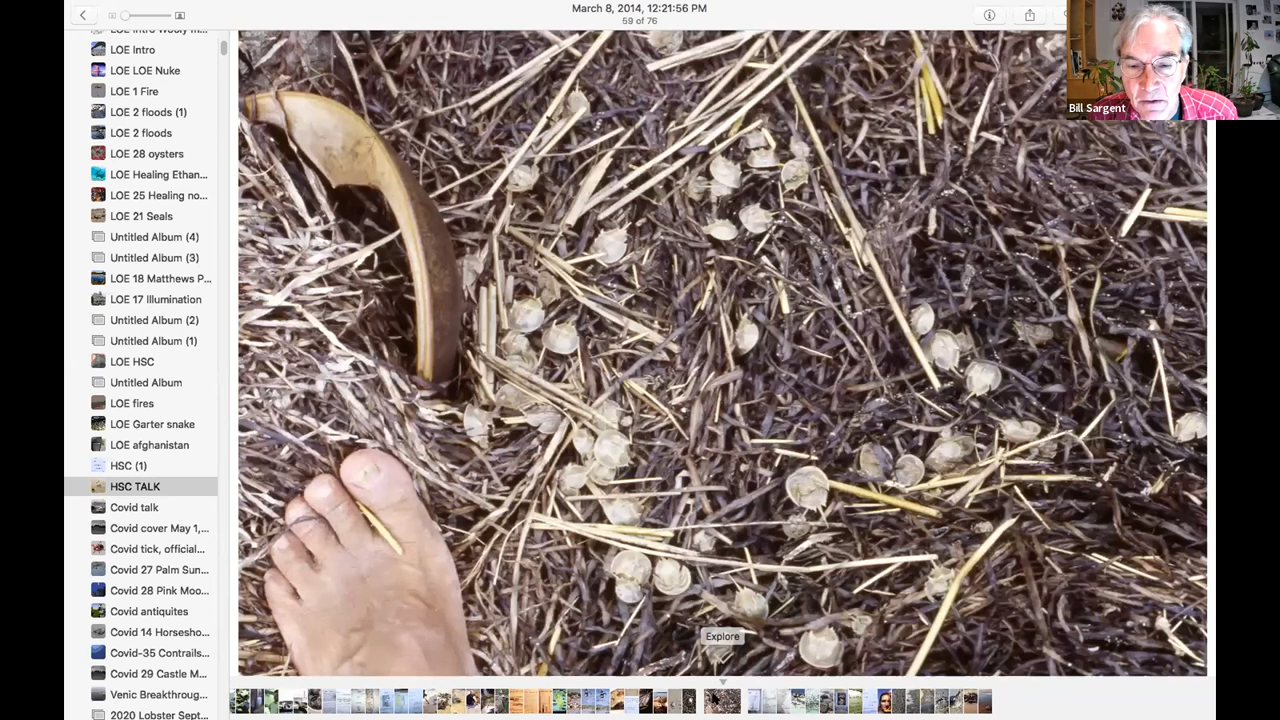 March 8, 2014, 12:21:56 PM
59 of 76
LOE Intro Wooly m...
LOE Intro
LOE LOE Nuke
LOE 1 Fire
LOE 2 floods (1)
LOE 2 floods
LOE 28 oysters
LOE Healing Ethan...
LOE 25 Healing no...
LOE 21 Seals
Untitled Album (4)
Untitled Album (3)
LOE 18 Matthews P...
LOE 17 Illumination
Untitled Album (2)
Untitled Album (1)
LOE HSC
Untitled Album
LOE fires
LOE Garter snake
LOE afghanistan
HSC (1)
HSC TALK
Covid talk
Covid cover May 1,...
Covid tick, official...
Covid 27 Palm Sun...
Covid 28 Pink Moo...
Covid antiquites
Covid 14 Horsesho...
Covid-35 Contrails...
Covid 29 Castle M...
Venic Breakthroug...
2020 Lobster Sept...
Bill Sargent
Explore